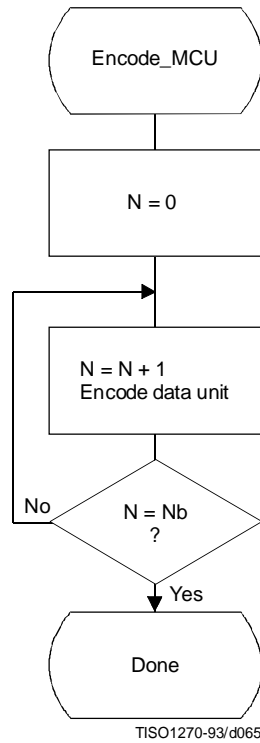 Encode_MCU
N = 0
N = N + 1
Encode data unit
No
N = Nb
?
Yes
Done
TISO1270-93/d065